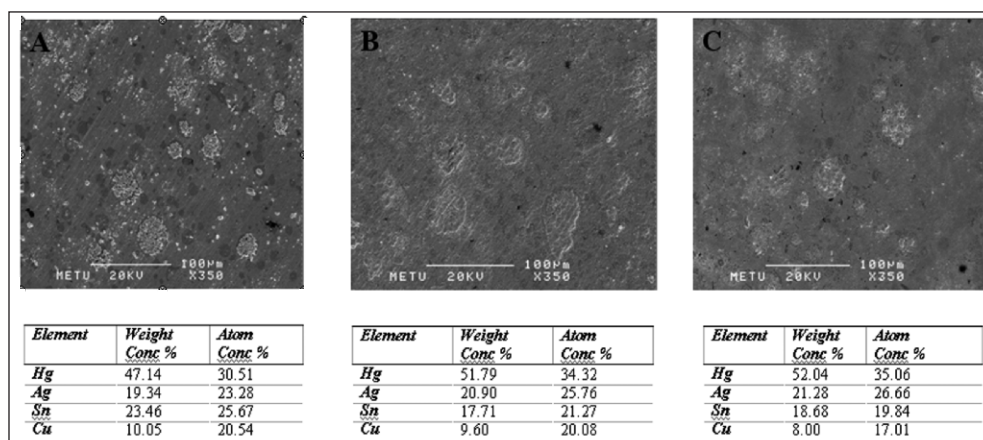 A
100µm
METU 20KV X350
B
100µm
METU 20KV X350
C
100µm
METU 20KV X350
Element Weight Conc % Atom Conc %
Hg 47.14 30.51
Ag 19.34 23.28
Sn 23.46 25.67
Cu 10.05 20.54
Element Weight Conc % Atom Conc %
Hg 51.79 34.32
Ag 20.90 25.76
Sn 17.71 21.27
Cu 9.60 20.08
Element Weight Conc % Atom Conc %
Hg 52.04 35.06
Ag 21.28 26.66
Sn 18.68 19.84
Cu 8.00 17.01